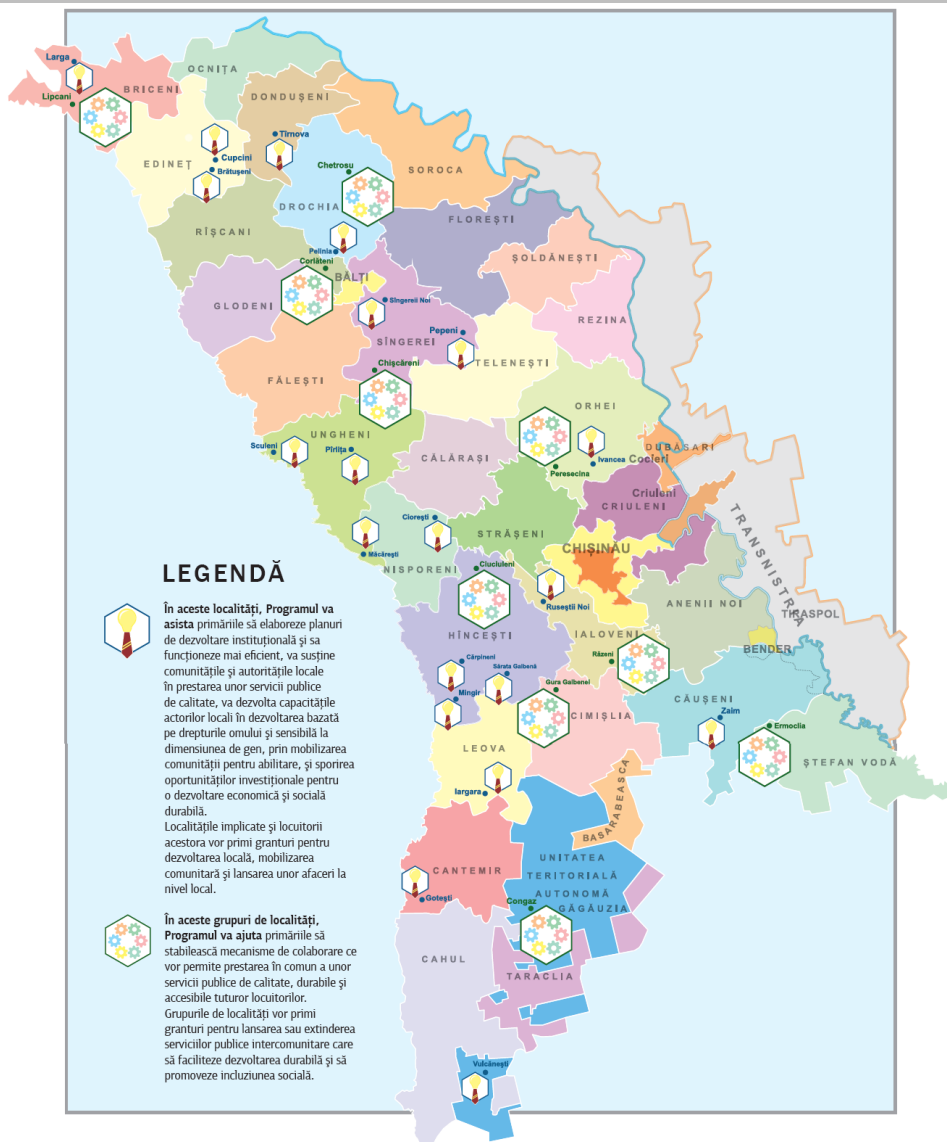 OCNIȚA
Larga
BRICENI
Lipcani
DONDUȘENI
Tîrnova
Cupcini
EDINEȚ
Brătușeni
Chetrosu
SOROCA
DROCHIA
FLOREȘTI
RÎȘCANI
Pelinia
Corlăteni
BĂLȚI
ȘOLDĂNEȘTI
GLODENI
Sîngereii Noi
REZINA
Pepeni
SÎNGEREI
TELENEȘTI
Chișcăreni
FĂLEȘTI
ORHEI
UNGHENI
Sculeni
Pîrlița
CĂLĂRAȘI
DUBĂSARI
Ivancea
Cocieri
Peresecina
Criuleni
CRIULENI
Ciorești
STRĂȘENI
TRANSNISTRA
CHIȘINĂU
Măcărești
NISPORENI
Ciuciuleni
Ruseștii Noi
ANENII NOI
TIRASPOL
HÎNCEȘTI
IALOVENI
BENDER
Răzeni
Cărpineni
Sărata Galbenă
Gura Galbenei
Mingir
CĂUȘENI
CIMIȘLIA
Zaim
Ermoclia
LEOVA
ȘTEFAN VODĂ
Iargara
BASARABEASCA
UNITATEA
TERITORIALĂ
AUTONOMĂ
GĂGĂUZIA
CANTEMIR
Gotești
Congaz
CAHUL
TARACLIA
Vulcănești
LEGENDĂ
În aceste localități, Programul va
asista primăriile să elaboreze planuri
de dezvoltare instituțională și sa
funcționeze mai eficient, va susține
comunitățile și autoritățile locale
în prestarea unor servicii publice
de calitate, va dezvolta capacitățile
actorilor locali în dezvoltarea bazată
pe drepturile omului și sensibilă la
dimensiunea de gen, prin mobilizarea
comunității pentru abilitare, și sporirea
oportunităților investiționale pentru
o dezvoltare economică și socială
durabilă.
Localitățile implicate și locuitorii
acestora vor primi granturi pentru
dezvoltarea locală, mobilizarea
comunitară și lansarea unor afaceri la
nivel local.
În aceste grupuri de localități,
Programul va ajuta primăriile să
stabilească mecanisme de colaborare ce
vor permite prestarea în comun a unor
servicii publice de calitate, durabile și
accesibile tuturor locuitorilor.
Grupurile de localități vor primi
granturi pentru lansarea sau extinderea
serviciilor publice intercomunitare care
să faciliteze dezvoltarea durabilă și să
promoveze incluziunea socială.